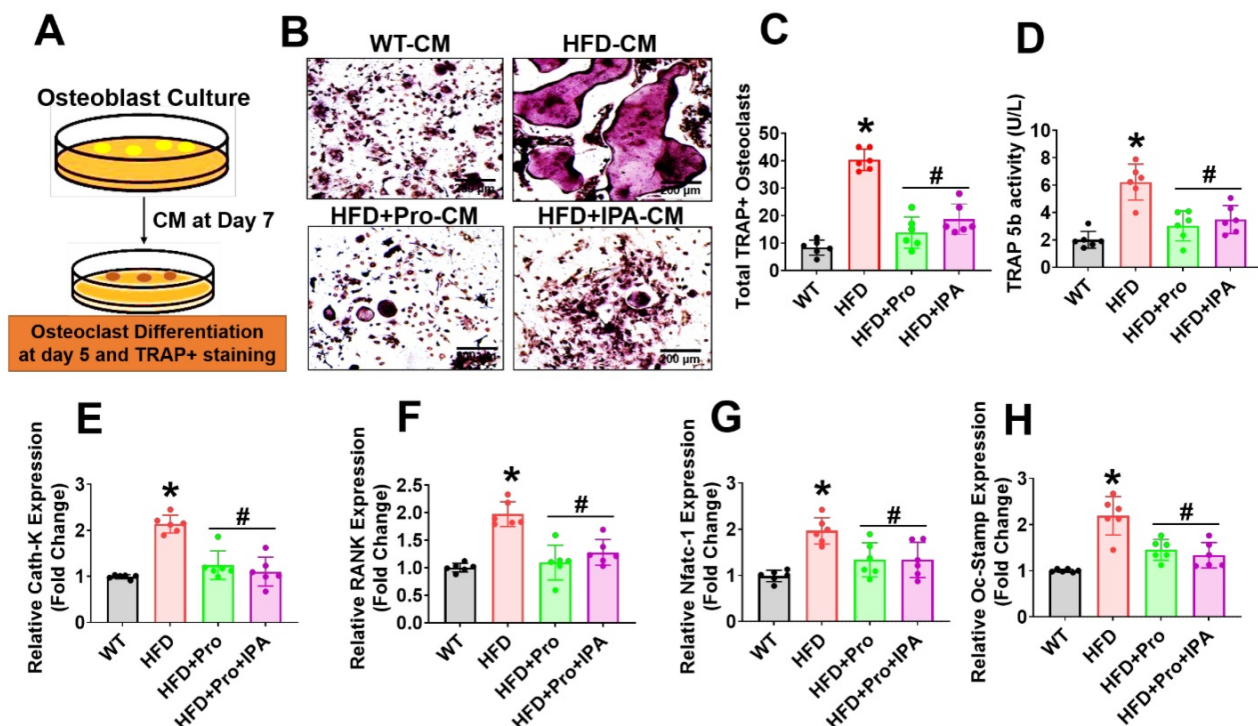 A
Osteoblast Culture
CM at Day 7
Osteoclast Differentiation
at day 5 and TRAP+ staining
B
WT-CM
HFD-CM
200 µm
200 µm
HFD+Pro-CM
HFD+IPA-CM
200 µm
200 µm
C
Total TRAP+ Osteoclasts
50
40
30
20
10
0
*
#
WT
HFD
HFD+Pro
HFD+IPA
D
TRAP 5b activity (U/L)
10
8
6
4
2
0
*
#
WT
HFD
HFD+Pro
HFD+IPA
E
Relative Cath-K Expression
(Fold Change)
3
2
1
0
*
#
WT
HFD
HFD+Pro
HFD+Pro+IPA
F
Relative RANK Expression
(Fold Change)
2.5
2.0
1.5
1.0
0.5
0.0
*
#
WT
HFD
HFD+Pro
HFD+Pro+IPA
G
Relative Nfatc-1 Expression
(Fold Change)
3
2
1
0
*
#
WT
HFD
HFD+Pro
HFD+Pro+IPA
H
Relative Oc-Stamp Expression
(Fold Change)
3
2
1
0
*
#
WT
HFD
HFD+Pro
HFD+Pro+IPA